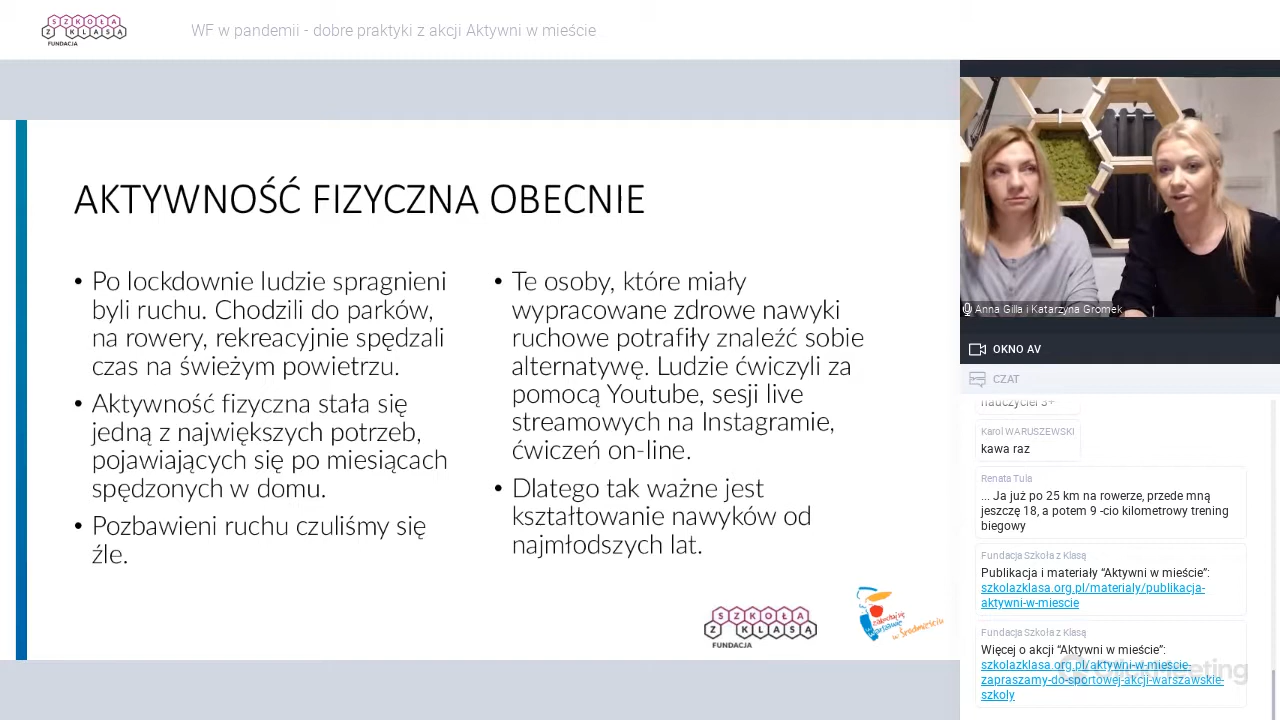 SZKOŁA
Z KLASĄ
FUNDACJA
WF w pandemii - dobre praktyki z akcji Aktywni w mieście
AKTYWNOŚĆ FIZYCZNA OBECNIE
• Po lockdownie ludzie spragnieni
byli ruchu. Chodzili do parków,
na rowery, rekreacyjnie spędzali
czas na świeżym powietrzu.
• Aktywność fizyczna stała się
jedną z największych potrzeb,
pojawiających się po miesiącach
spędzonych w domu.
• Pozbawieni ruchu czuliśmy się
źle.
• Te osoby, które miały
wypracowane zdrowe nawyki
ruchowe potrafiły znaleźć sobie
alternatywę. Ludzie ćwiczyli za
pomocą Youtube, sesji live
streamowych na Instagramie,
ćwiczeń on-line.
• Dlatego tak ważne jest
kształtowanie nawyków od
najmłodszych lat.
SZKOŁA
Z KLASĄ
FUNDACJA
zakochaj się
w Warszawie
w Śródmieściu
Anna Gilla i Katarzyna Gromek
OKNO AV
CZAT
nauczyciel 3+
Karol WARUSZEWSKI
kawa raz
Renata Tula
... Ja już po 25 km na rowerze, przede mną
jeszczę 18, a potem 9 -cio kilometrowy trening
biegowy
Fundacja Szkoła z Klasą
Publikacja i materiały “Aktywni w mieście”:
szkolazklasa.org.pl/materialy/publikacja-
aktywni-w-miescie
Fundacja Szkoła z Klasą
Więcej o akcji “Aktywni w mieście”:
szkolazklasa.org.pl/aktywni-w-miescie-
zapraszamy-do-sportowej-akcji-warszawskie-
szkoly
ClickMeeting